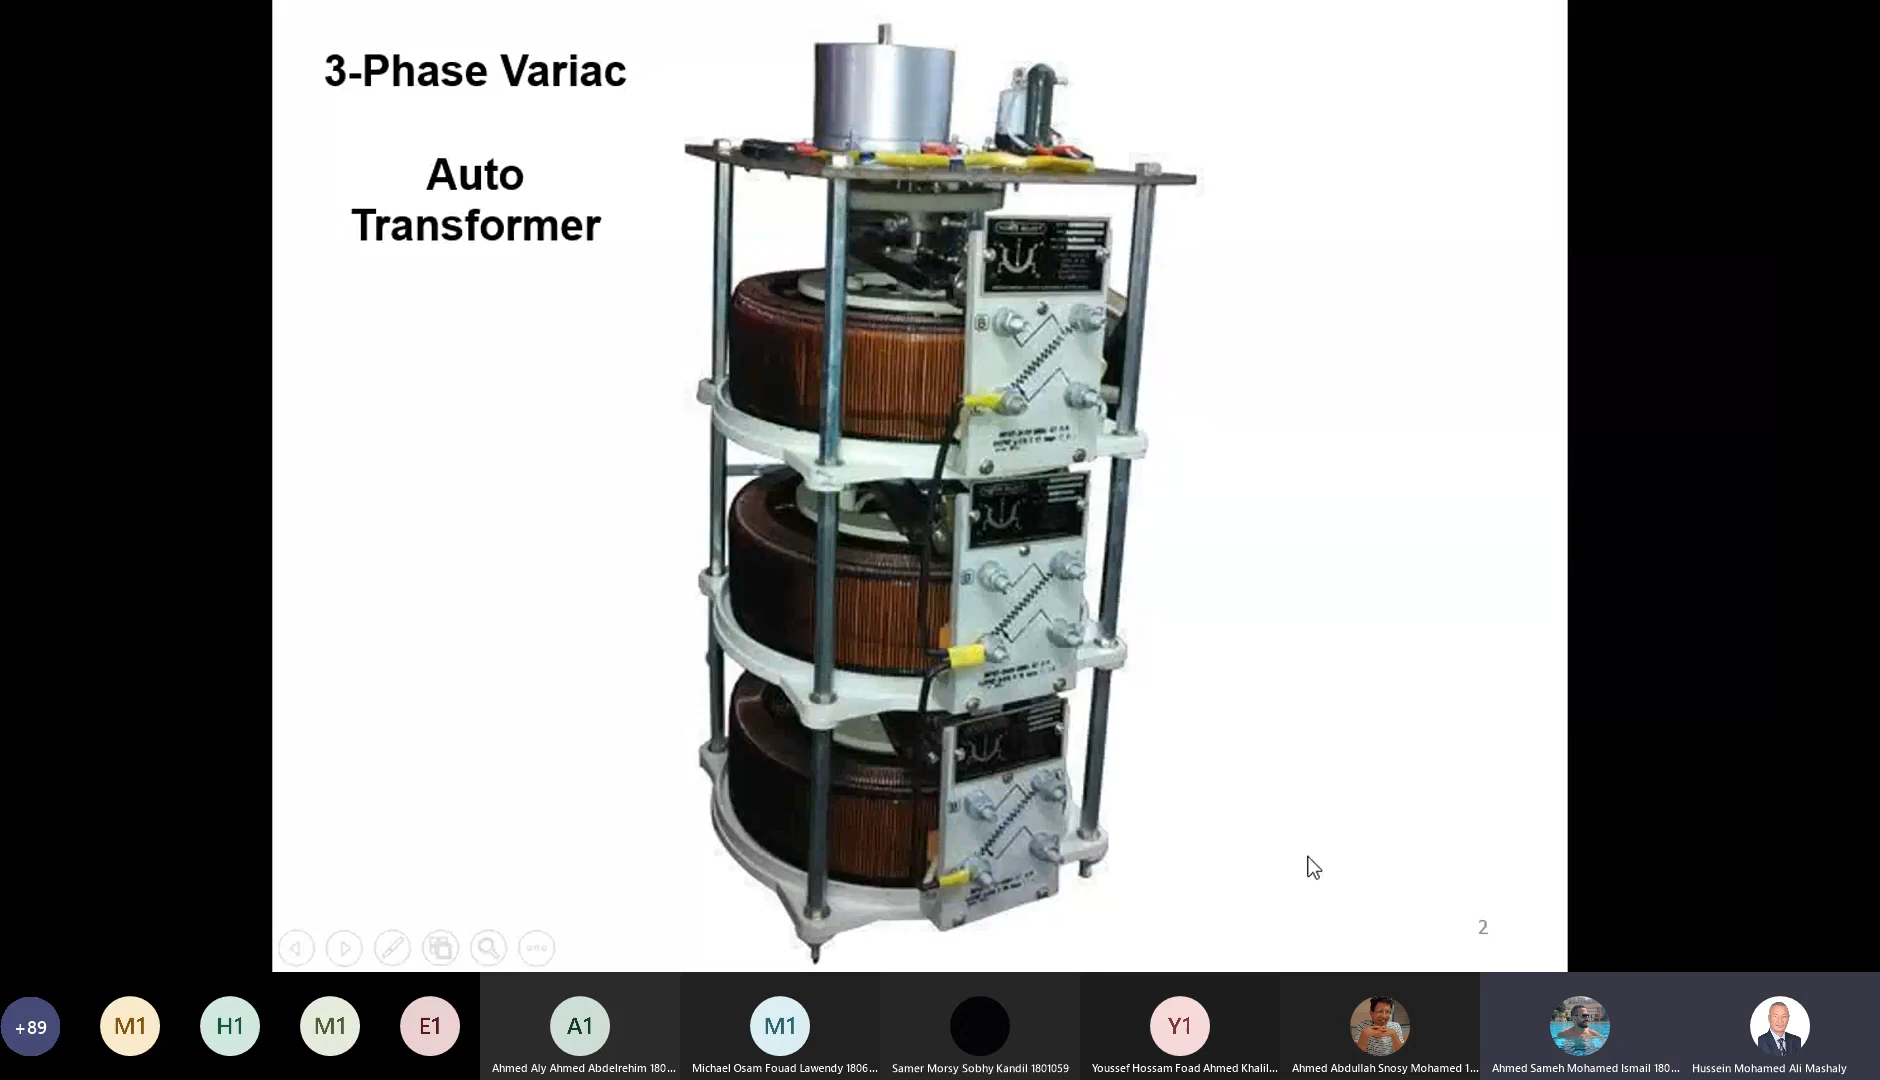 3-Phase Variac
Auto
Transformer
B
2
+89
M1
H1
M1
E1
A1
M1
Y1
Ahmed Aly Ahmed Abdelrehim 180...
Michael Osam Fouad Lawendy 1806...
Samer Morsy Sobhy Kandil 1801059
Youssef Hossam Foad Ahmed Khalil...
Ahmed Abdullah Snosy Mohamed 1...
Ahmed Sameh Mohamed Ismail 180...
Hussein Mohamed Ali Mashaly